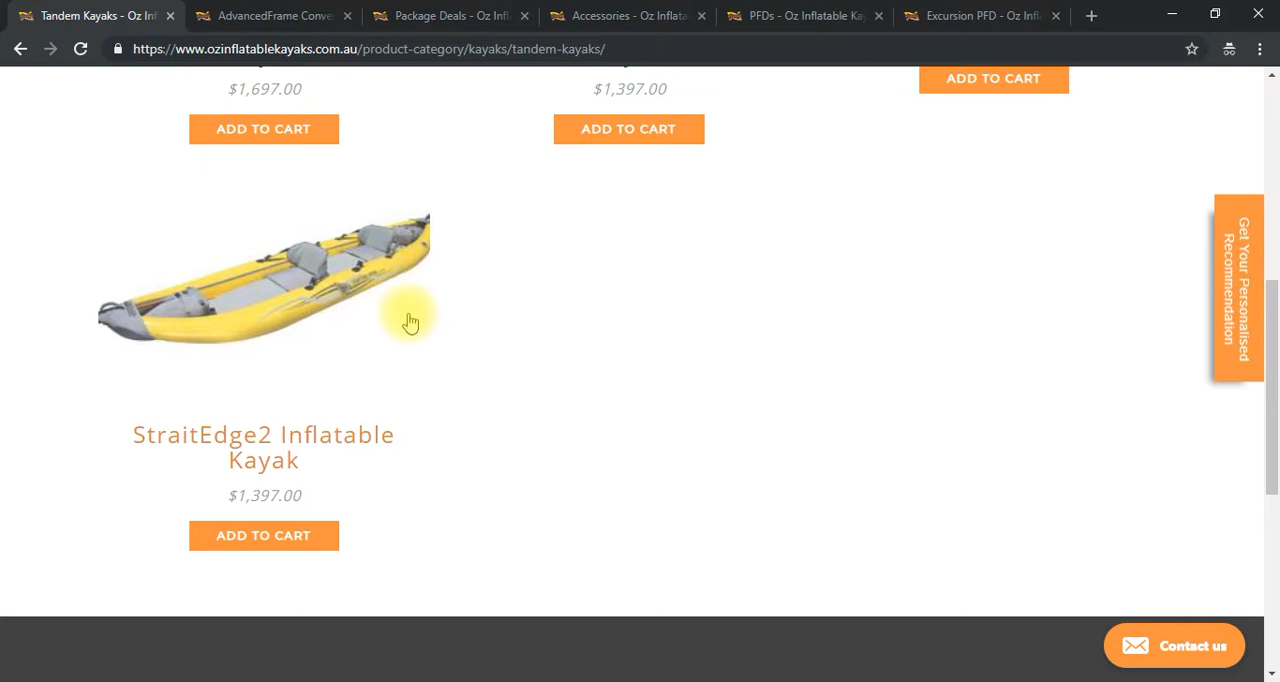 Tandem Kayaks - Oz Inf
AdvancedFrame Conve
Package Deals - Oz Infl
Accessories - Oz Inflata
PFDs - Oz Inflatable Ka
Excursion PFD - Oz Infl
https://www.ozinflatablekayaks.com.au/product-category/kayaks/tandem-kayaks/
$1,697.00
ADD TO CART
$1,397.00
ADD TO CART
ADD TO CART
StraitEdge2 Inflatable
Kayak
$1,397.00
ADD TO CART
Get Your Personalised
Recommendation
Contact us